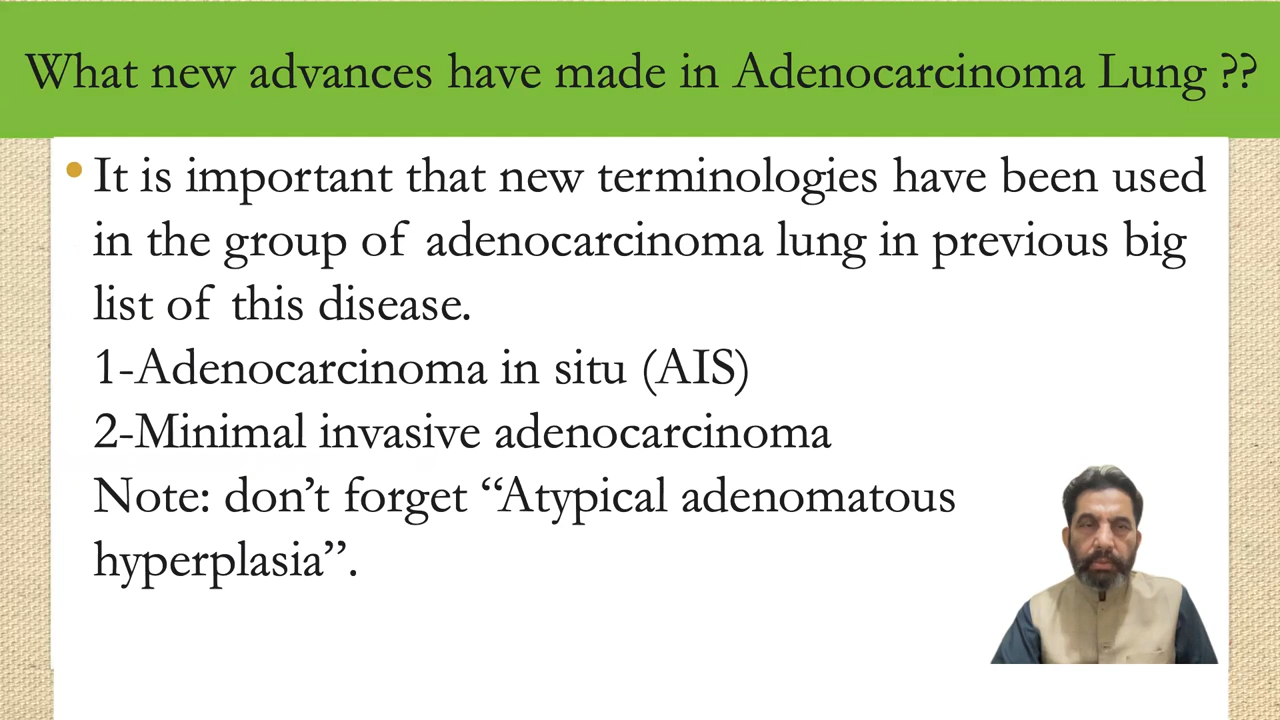 What new advances have made in Adenocarcinoma Lung ??
• It is important that new terminologies have been used
in the group of adenocarcinoma lung in previous big
list of this disease.
1-Adenocarcinoma in situ (AIS)
2-Minimal invasive adenocarcinoma
Note: don’t forget “Atypical adenomatous
hyperplasia”.